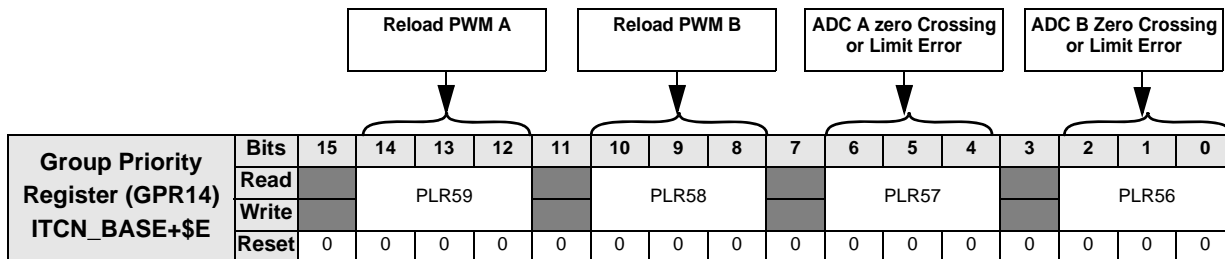 Reload PWM A
Reload PWM B
ADC A zero Crossing
or Limit Error
ADC B Zero Crossing
or Limit Error
Group Priority
Register (GPR14)
ITCN_BASE+$E
Bits 15 14 13 12 11 10 9 8 7 6 5 4 3 2 1 0
Read
Write
PLR59 PLR58 PLR57 PLR56
Reset 0 0 0 0 0 0 0 0 0 0 0 0 0 0 0 0